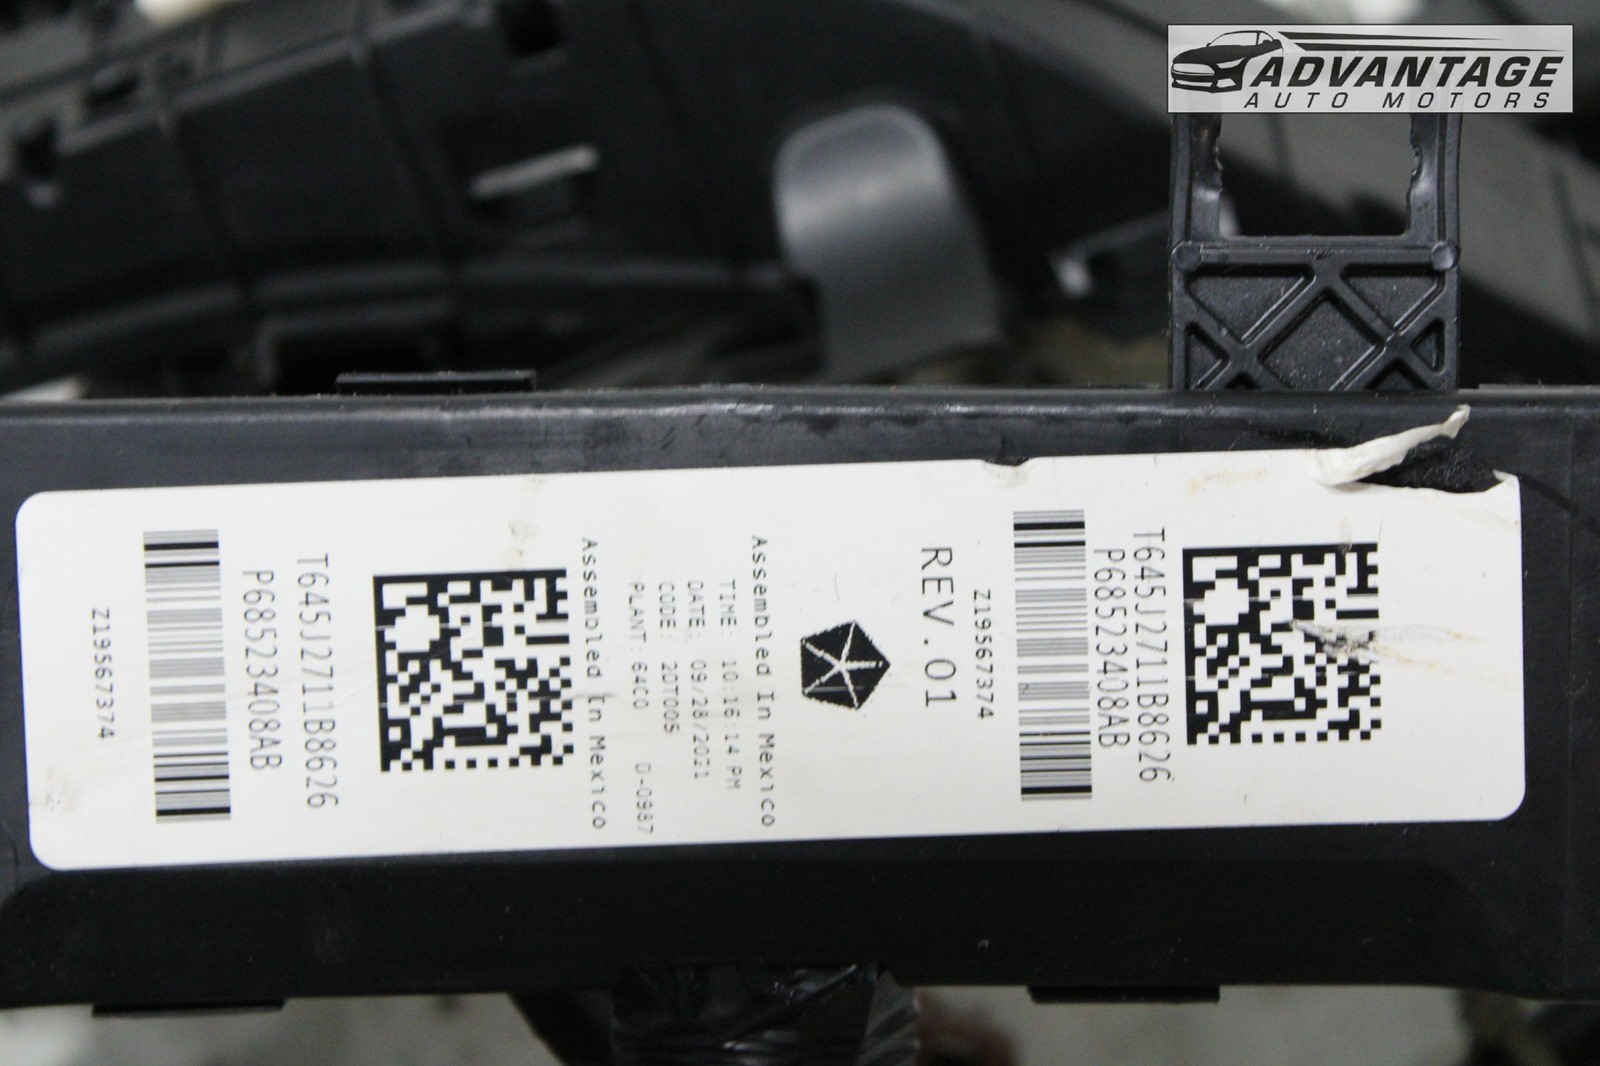 ADVANTAGE
AUTO MOTORS
T645J2711B8626
P68523408AB
Z19567374
REV.01
Assembled In Mexico
TIME: 10:16:14 PM
DATE: 09/28/2021
CODE: 2DT005
PLANT: 64C0 D-0987
Assembled In Mexico
T645J2711B8626
P68523408AB
Z19567374